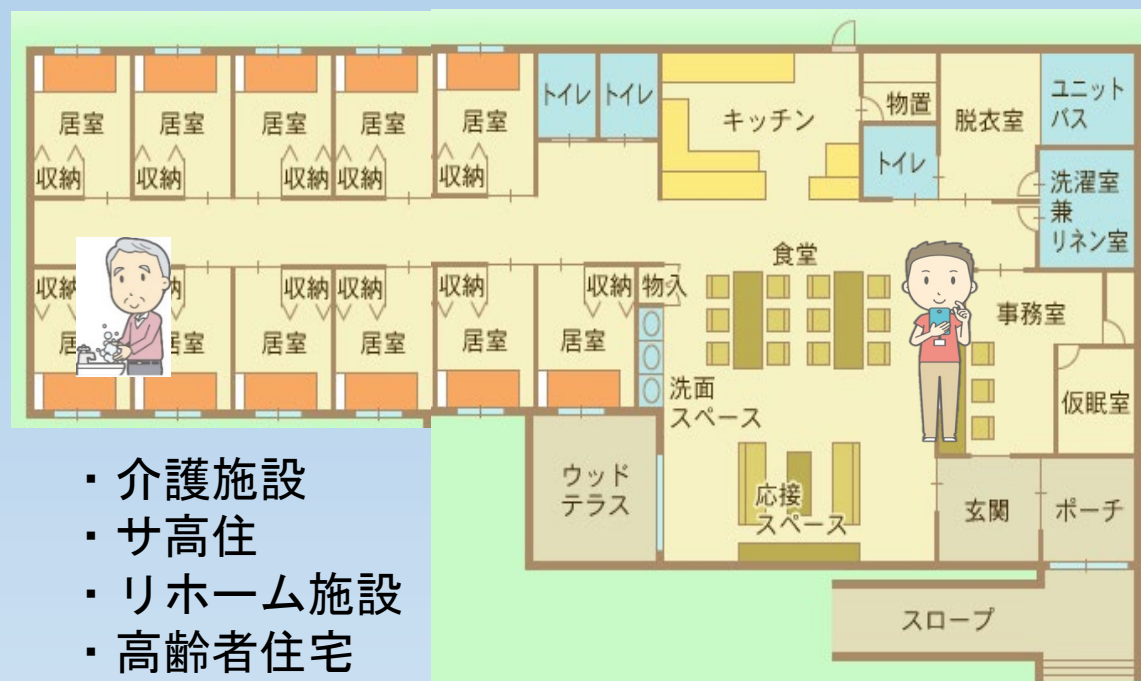 居室
居室
居室
居室
居室
トイレ
トイレ
キッチン
物置
脱衣室
ユニット
バス
収納
収納
収納
収納
収納
トイレ
洗濯室
兼
リネン室
食堂
収納
収納
収納
収納
収納
物入
事務室
居室
居室
居室
居室
居室
洗面
スペース
仮眠室
ウッド
テラス
応接
スペース
玄関
ポーチ
スロープ
・介護施設
・サ高住
・リホーム施設
・高齢者住宅